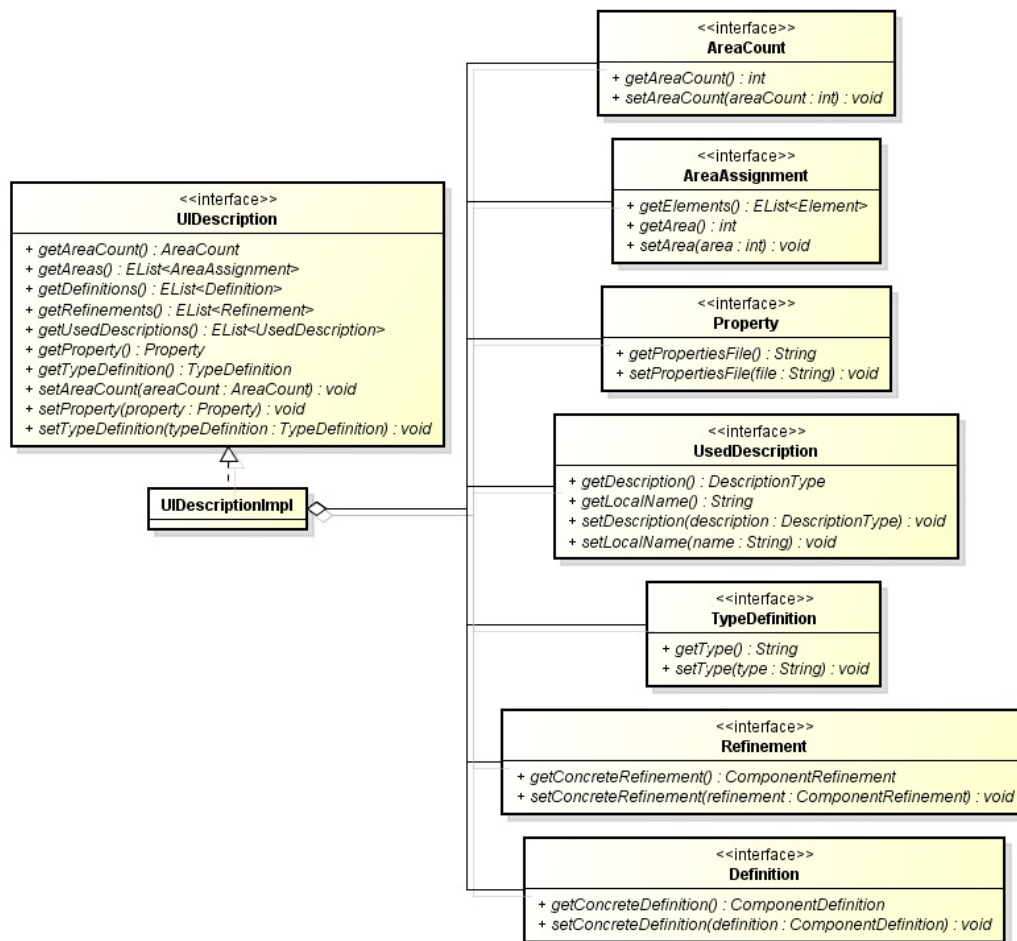 <<interface>>
AreaCount
+ getAreaCount() : int
+ setAreaCount(areaCount : int) : void
<<interface>>
AreaAssignment
+ getElements() : EList<Element>
+ getArea() : int
+ setArea(area : int) : void
<<interface>>
UIDescription
+ getAreaCount() : AreaCount
+ getAreas() : EList<AreaAssignment>
+ getDefinitions() : EList<Definition>
+ getRefinements() : EList<Refinement>
+ getUsedDescriptions() : EList<UsedDescription>
+ getProperty() : Property
+ getTypeDefinition() : TypeDefinition
+ setAreaCount(areaCount : AreaCount) : void
+ setProperty(property : Property) : void
+ setTypeDefinition(typeDefinition : TypeDefinition) : void
<<interface>>
Property
+ getPropertiesFile() : String
+ setPropertiesFile(file : String) : void
<<interface>>
UsedDescription
+ getDescription() : DescriptionType
+ getLocalName() : String
+ setDescription(description : DescriptionType) : void
+ setLocalName(name : String) : void
UIDescriptionImpl
<<interface>>
TypeDefinition
+ getType() : String
+ setType(type : String) : void
<<interface>>
Refinement
+ getConcreteRefinement() : ComponentRefinement
+ setConcreteRefinement(refinement : ComponentRefinement) : void
<<interface>>
Definition
+ getConcreteDefinition() : ComponentDefinition
+ setConcreteDefinition(definition : ComponentDefinition) : void